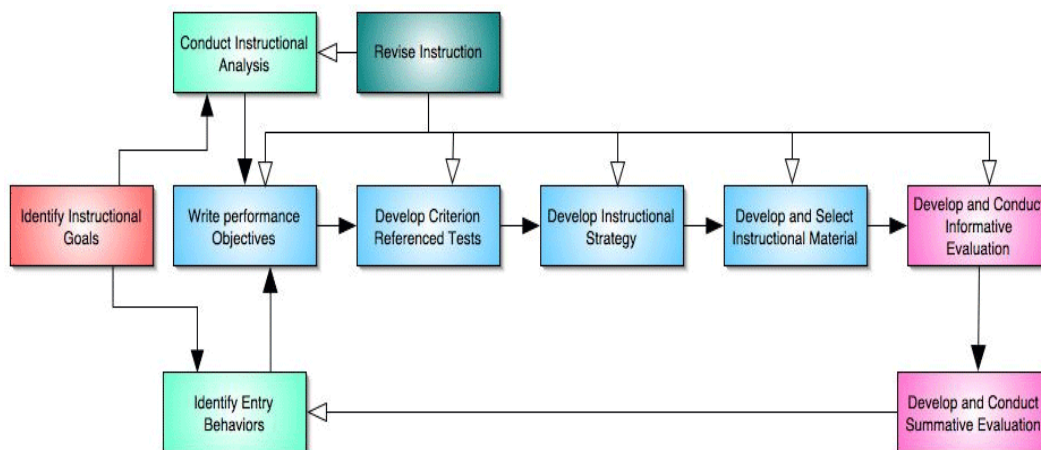 Conduct Instructional
Analysis
Revise Instruction
Identify Instructional
Goals
Write performance
Objectives
Develop Criterion
Referenced Tests
Develop Instructional
Strategy
Develop and Select
Instructional Material
Develop and Conduct
Informative
Evaluation
Identify Entry
Behaviors
Develop and Conduct
Summative Evaluation